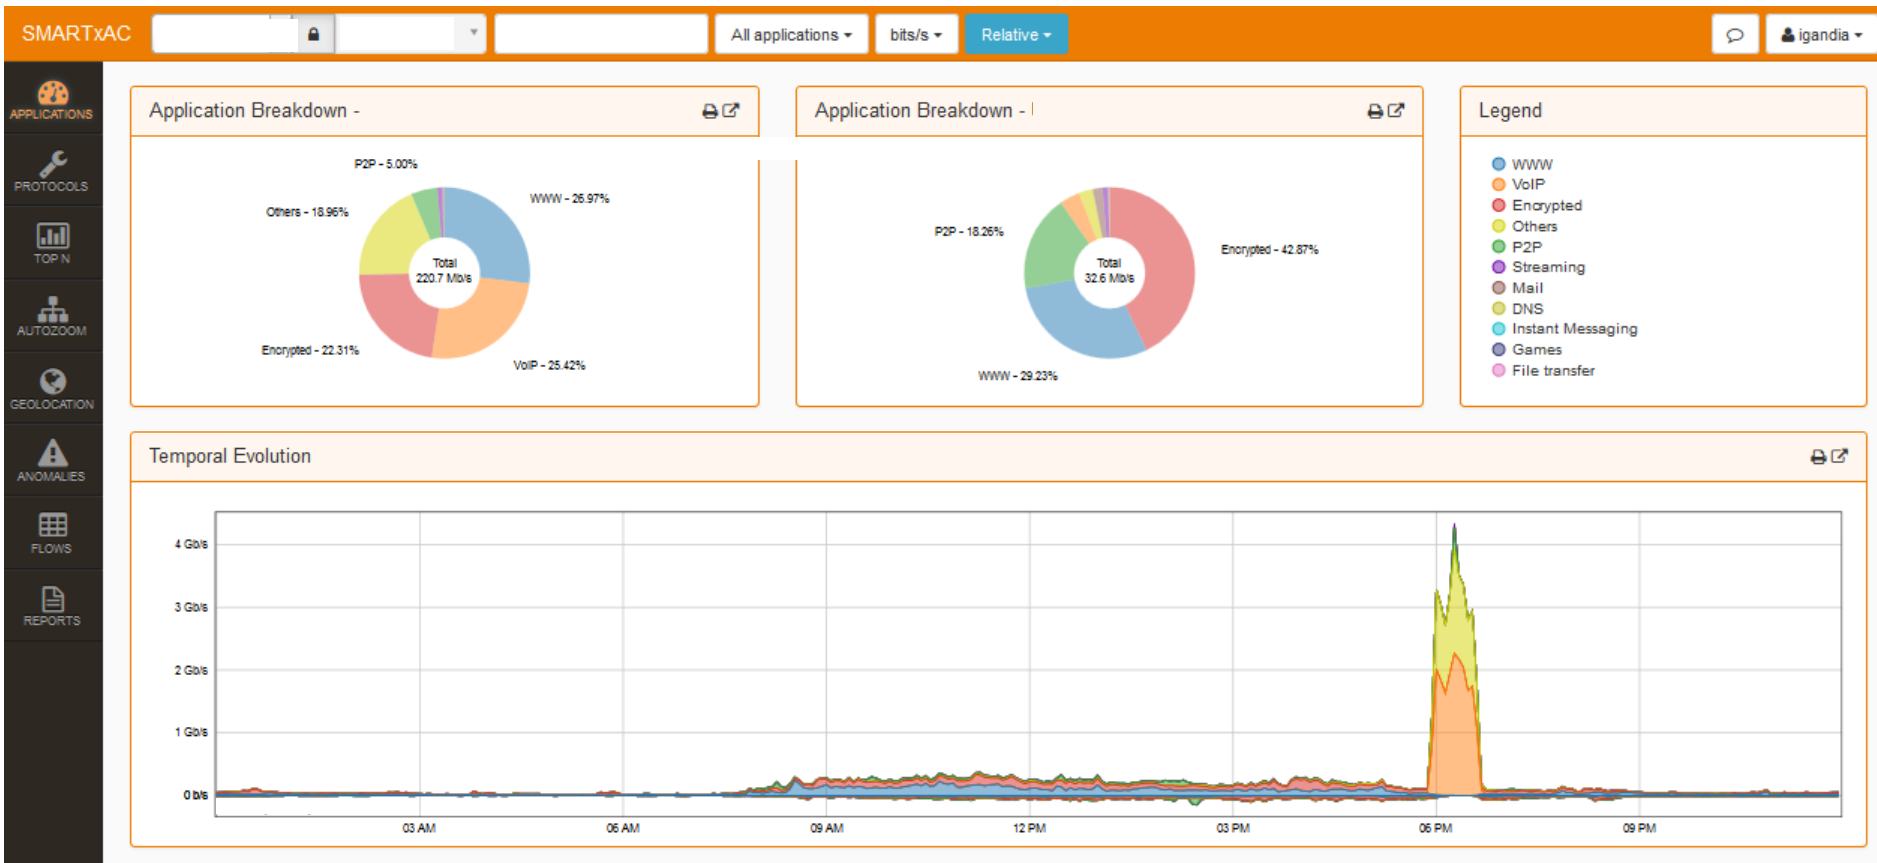 SMARTxAC
All applications
bits/s
Relative
igandia
APPLICATIONS
PROTOCOLS
TOP N
AUTOZOOM
GEOLOCATION
ANOMALIES
FLOWS
REPORTS
Application Breakdown -
P2P - 5.00%
WWW - 26.97%
Others - 18.96%
Total
220.7 Mb/s
Encrypted - 22.31%
VoIP - 25.42%
Application Breakdown -
P2P - 18.26%
Encrypted - 42.87%
Total
32.6 Mb/s
WWW - 29.23%
Legend
WWW
VoIP
Encrypted
Others
P2P
Streaming
Mail
DNS
Instant Messaging
Games
File transfer
Temporal Evolution
4 Gb/s
3 Gb/s
2 Gb/s
1 Gb/s
0 b/s
03 AM
06 AM
09 AM
12 PM
03 PM
06 PM
09 PM